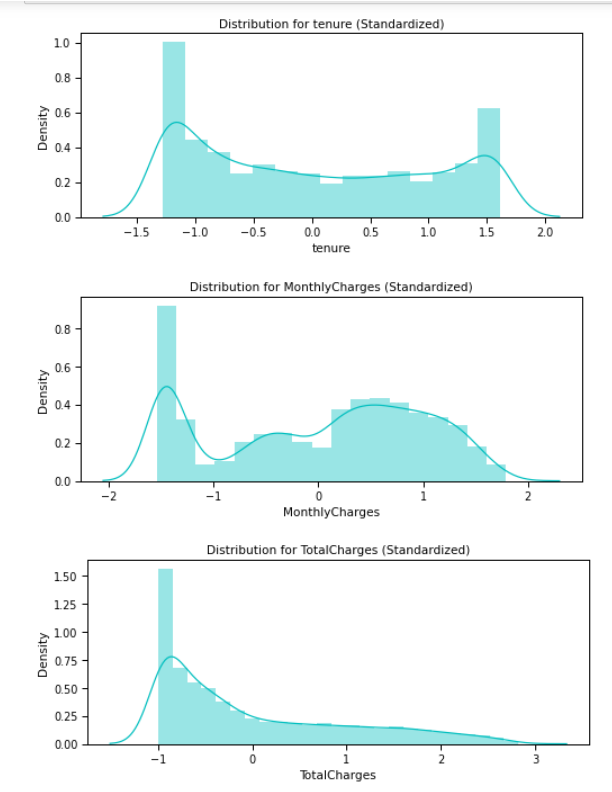 Distribution for tenure (Standardized)
1.0
0.8
0.6
0.4
0.2
0.0
Density
−1.5 −1.0 −0.5 0.0 0.5 1.0 1.5 2.0
tenure
Distribution for MonthlyCharges (Standardized)
0.8
0.6
0.4
0.2
0.0
Density
−2 −1 0 1 2
MonthlyCharges
Distribution for TotalCharges (Standardized)
1.50
1.25
1.00
0.75
0.50
0.25
0.00
Density
−1 0 1 2 3
TotalCharges